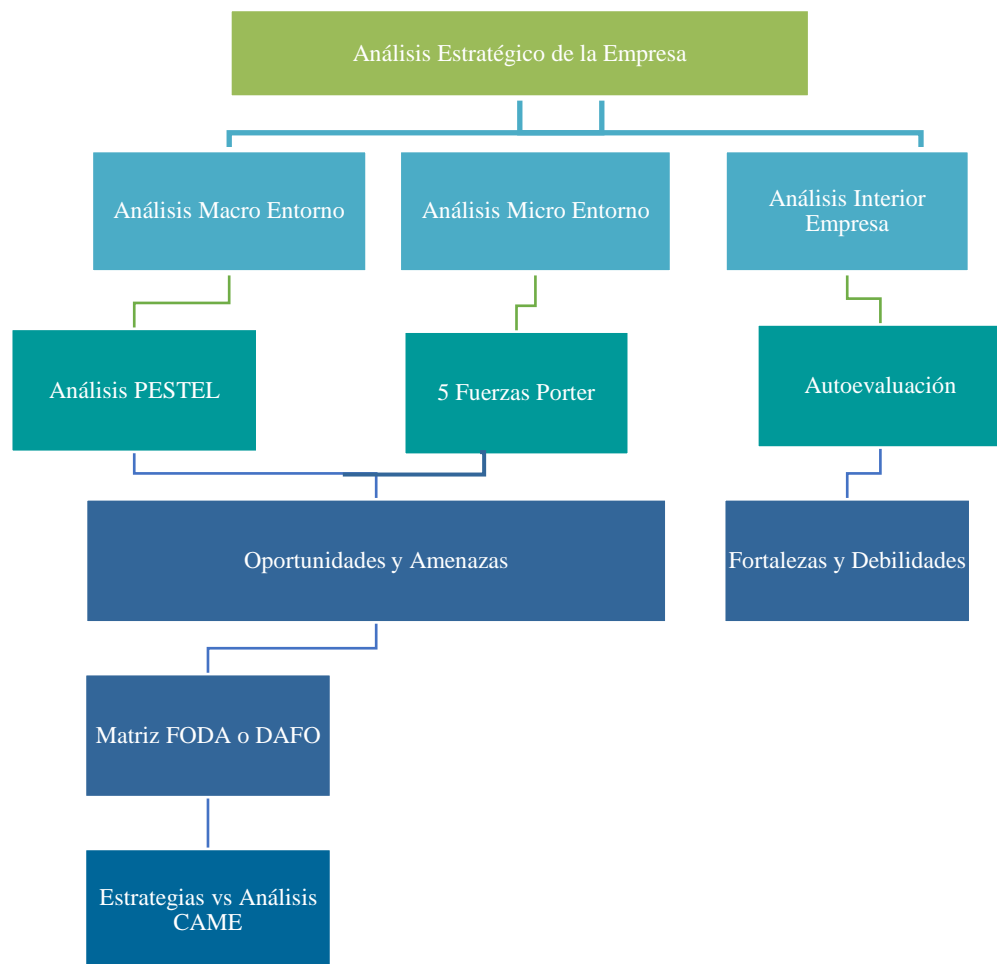 Análisis Estratégico de la Empresa
Análisis Macro Entorno
Análisis Micro Entorno
Análisis Interior
Empresa
Análisis PESTEL
5 Fuerzas Porter
Autoevaluación
Oportunidades y Amenazas
Fortalezas y Debilidades
Matriz FODA o DAFO
Estrategias vs Análisis
CAME